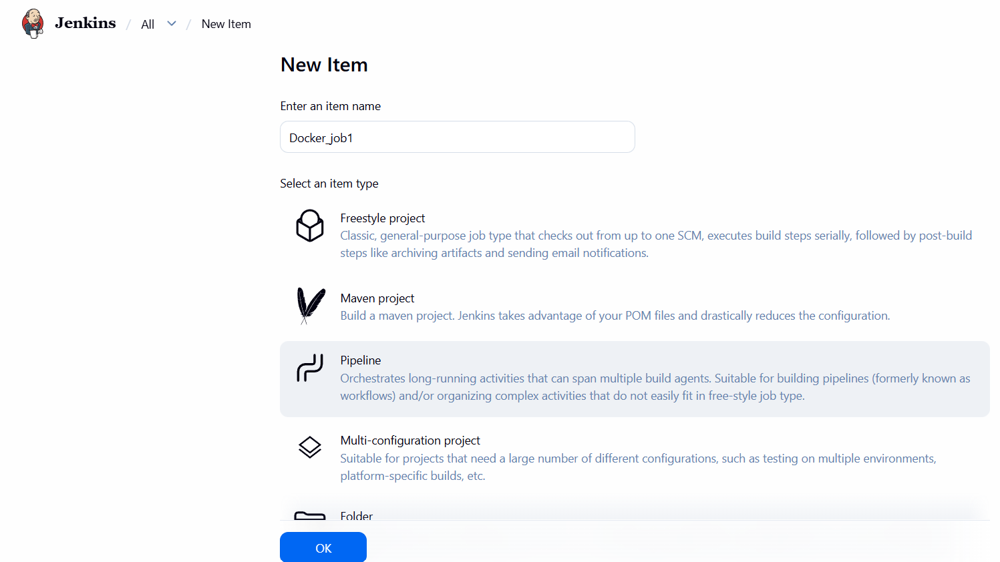 Jenkins / All / New Item
New Item
Enter an item name
Docker_job1
Select an item type
Freestyle project
Classic, general-purpose job type that checks out from up to one SCM, executes build steps serially, followed by post-build
steps like archiving artifacts and sending email notifications.
Maven project
Build a maven project. Jenkins takes advantage of your POM files and drastically reduces the configuration.
Pipeline
Orchestrates long-running activities that can span multiple build agents. Suitable for building pipelines (formerly known as
workflows) and/or organizing complex activities that do not easily fit in free-style job type.
Multi-configuration project
Suitable for projects that need a large number of different configurations, such as testing on multiple environments,
platform-specific builds, etc.
Folder
OK